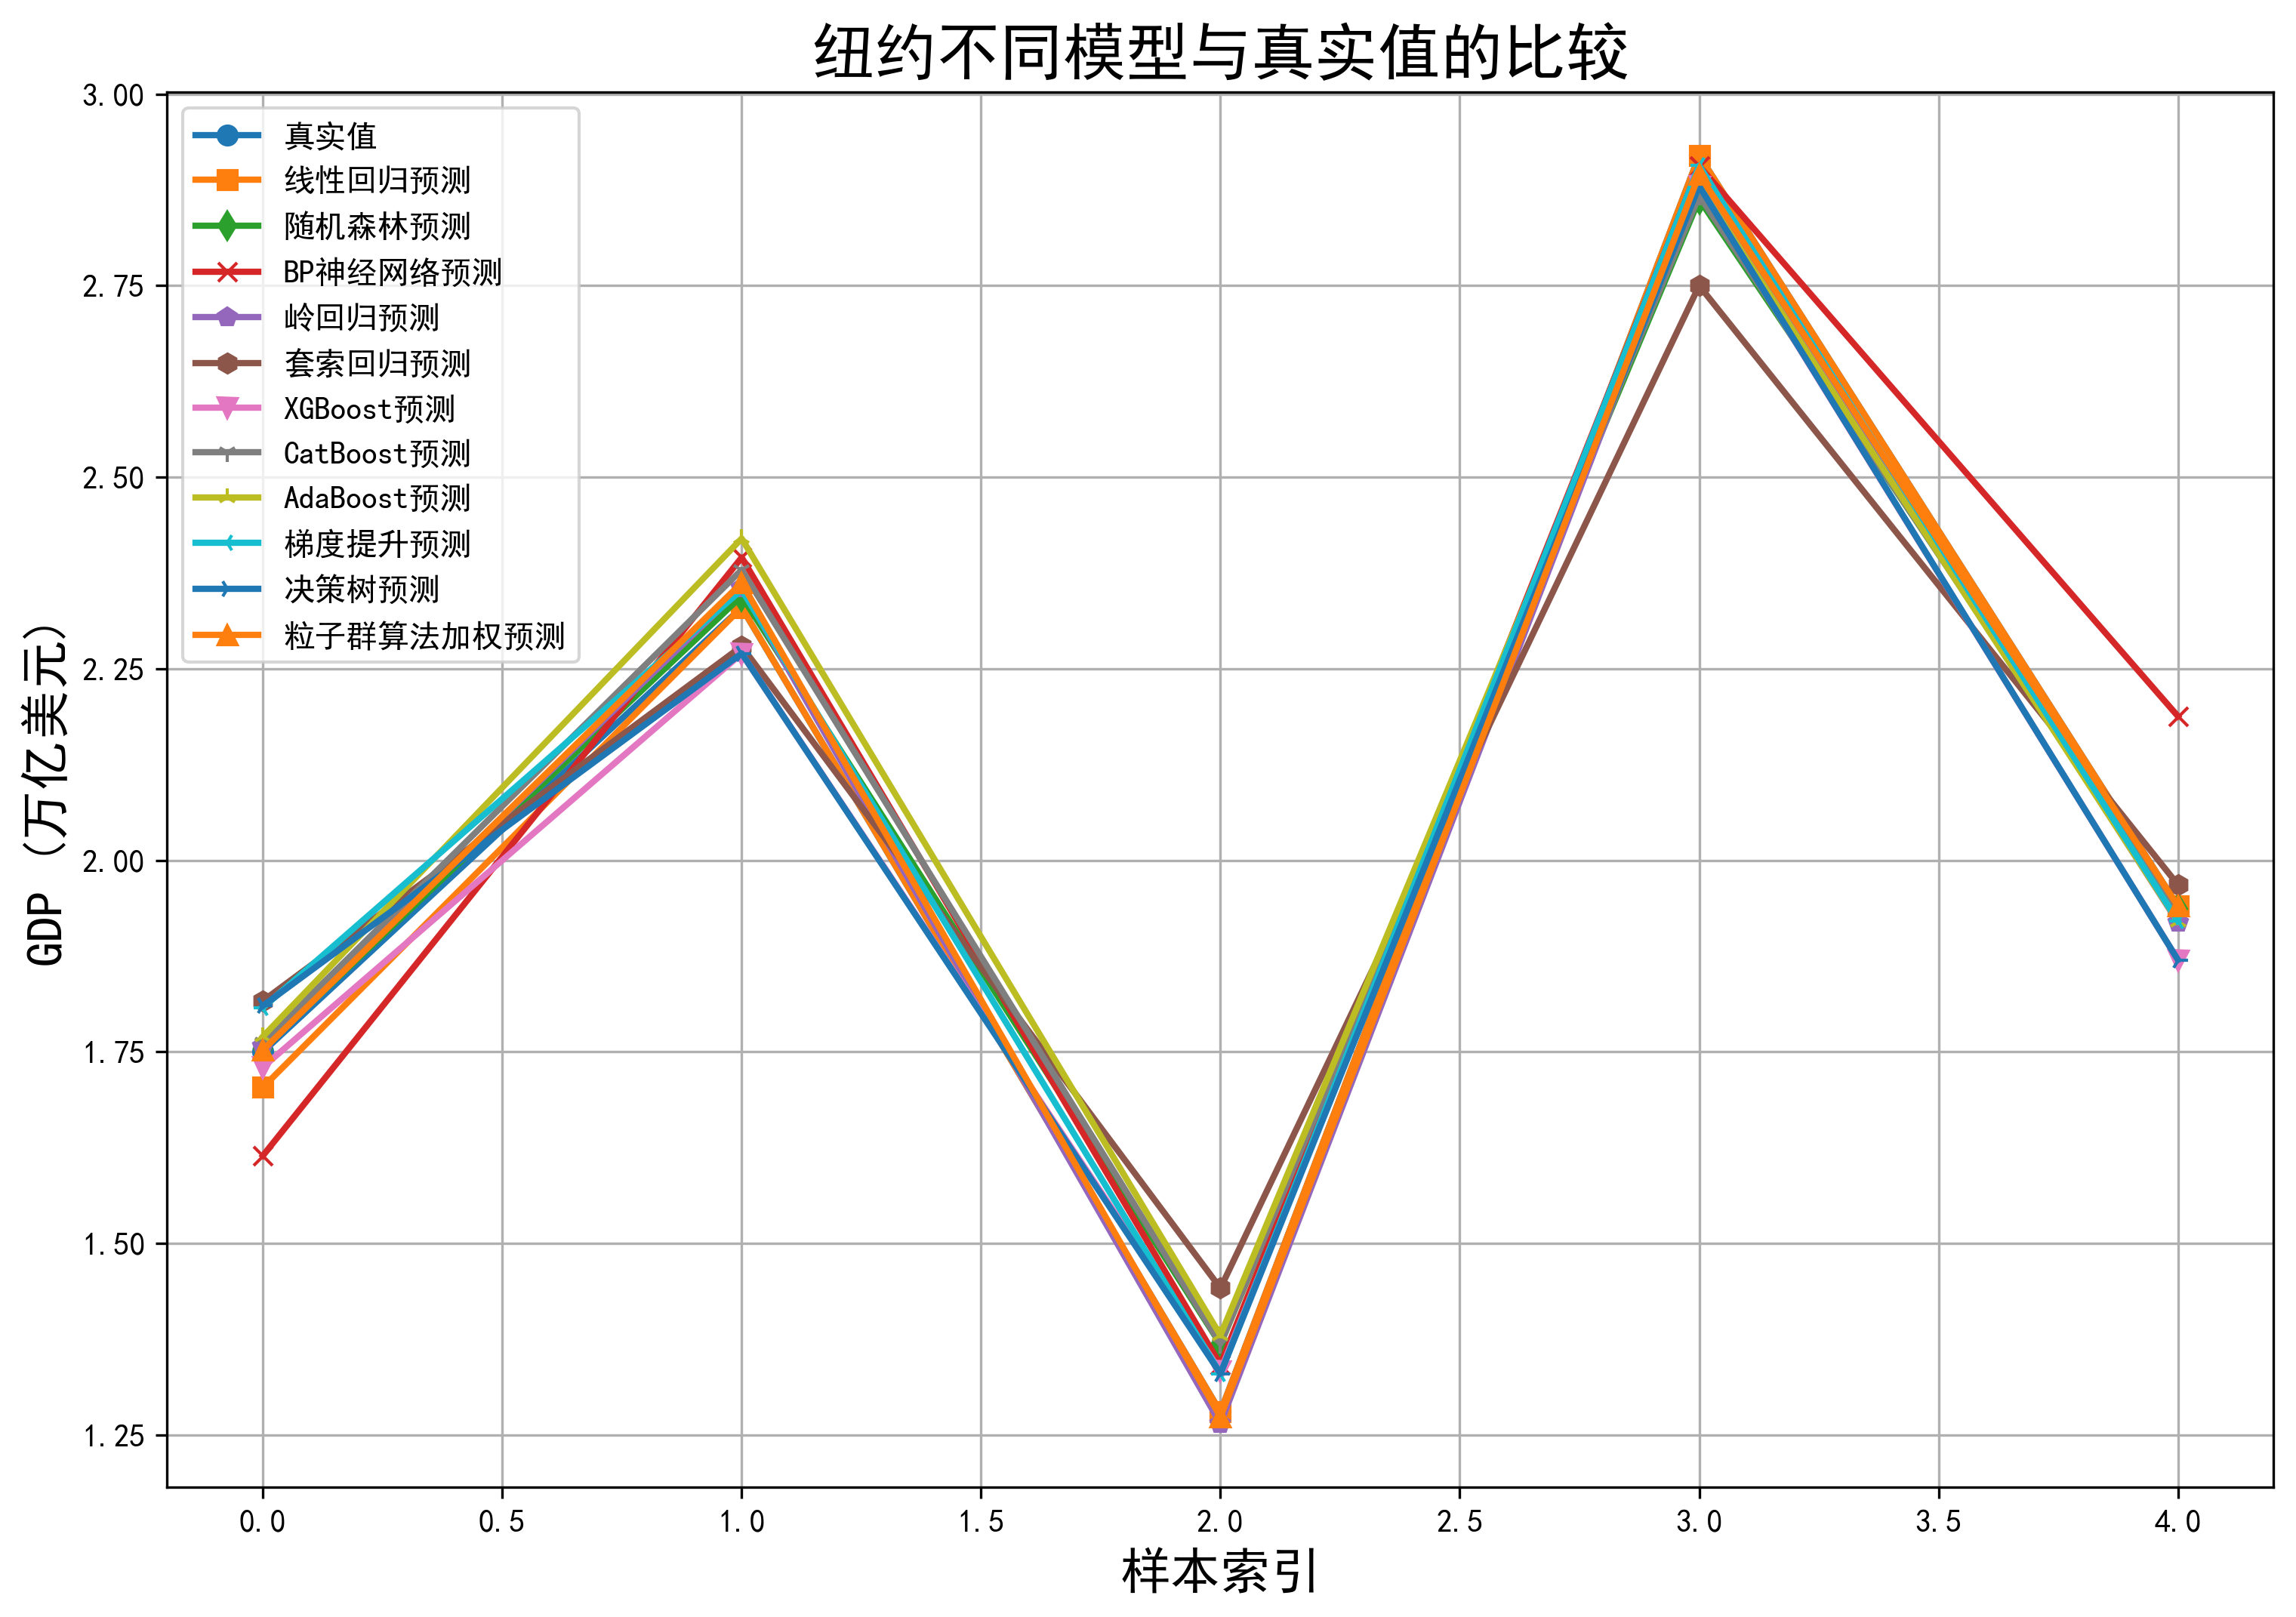 纽约不同模型与真实值的比较
真实值
线性回归预测
随机森林预测
BP神经网络预测
岭回归预测
套索回归预测
XGBoost预测
CatBoost预测
AdaBoost预测
梯度提升预测
决策树预测
粒子群算法加权预测
GDP (万亿美元)
3.00
2.75
2.50
2.25
2.00
1.75
1.50
1.25
0.0 0.5 1.0 1.5 2.0 2.5 3.0 3.5 4.0
样本索引